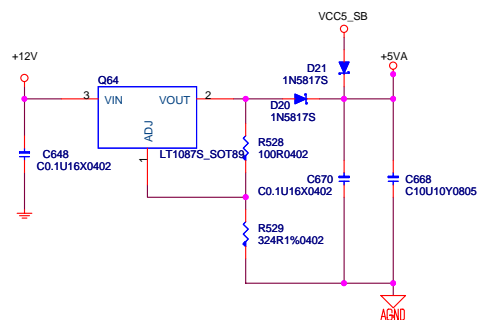 VCC5_SB
+12V
+5VA
D21
1N5817S
Q64
3
VIN
VOUT
2
ADJ
1
LT1087S_SOT89
D20
1N5817S
C648
C0.1U16X0402
R528
100R0402
C670
C0.1U16X0402
C668
C10U10Y0805
R529
324R1%0402
AGND